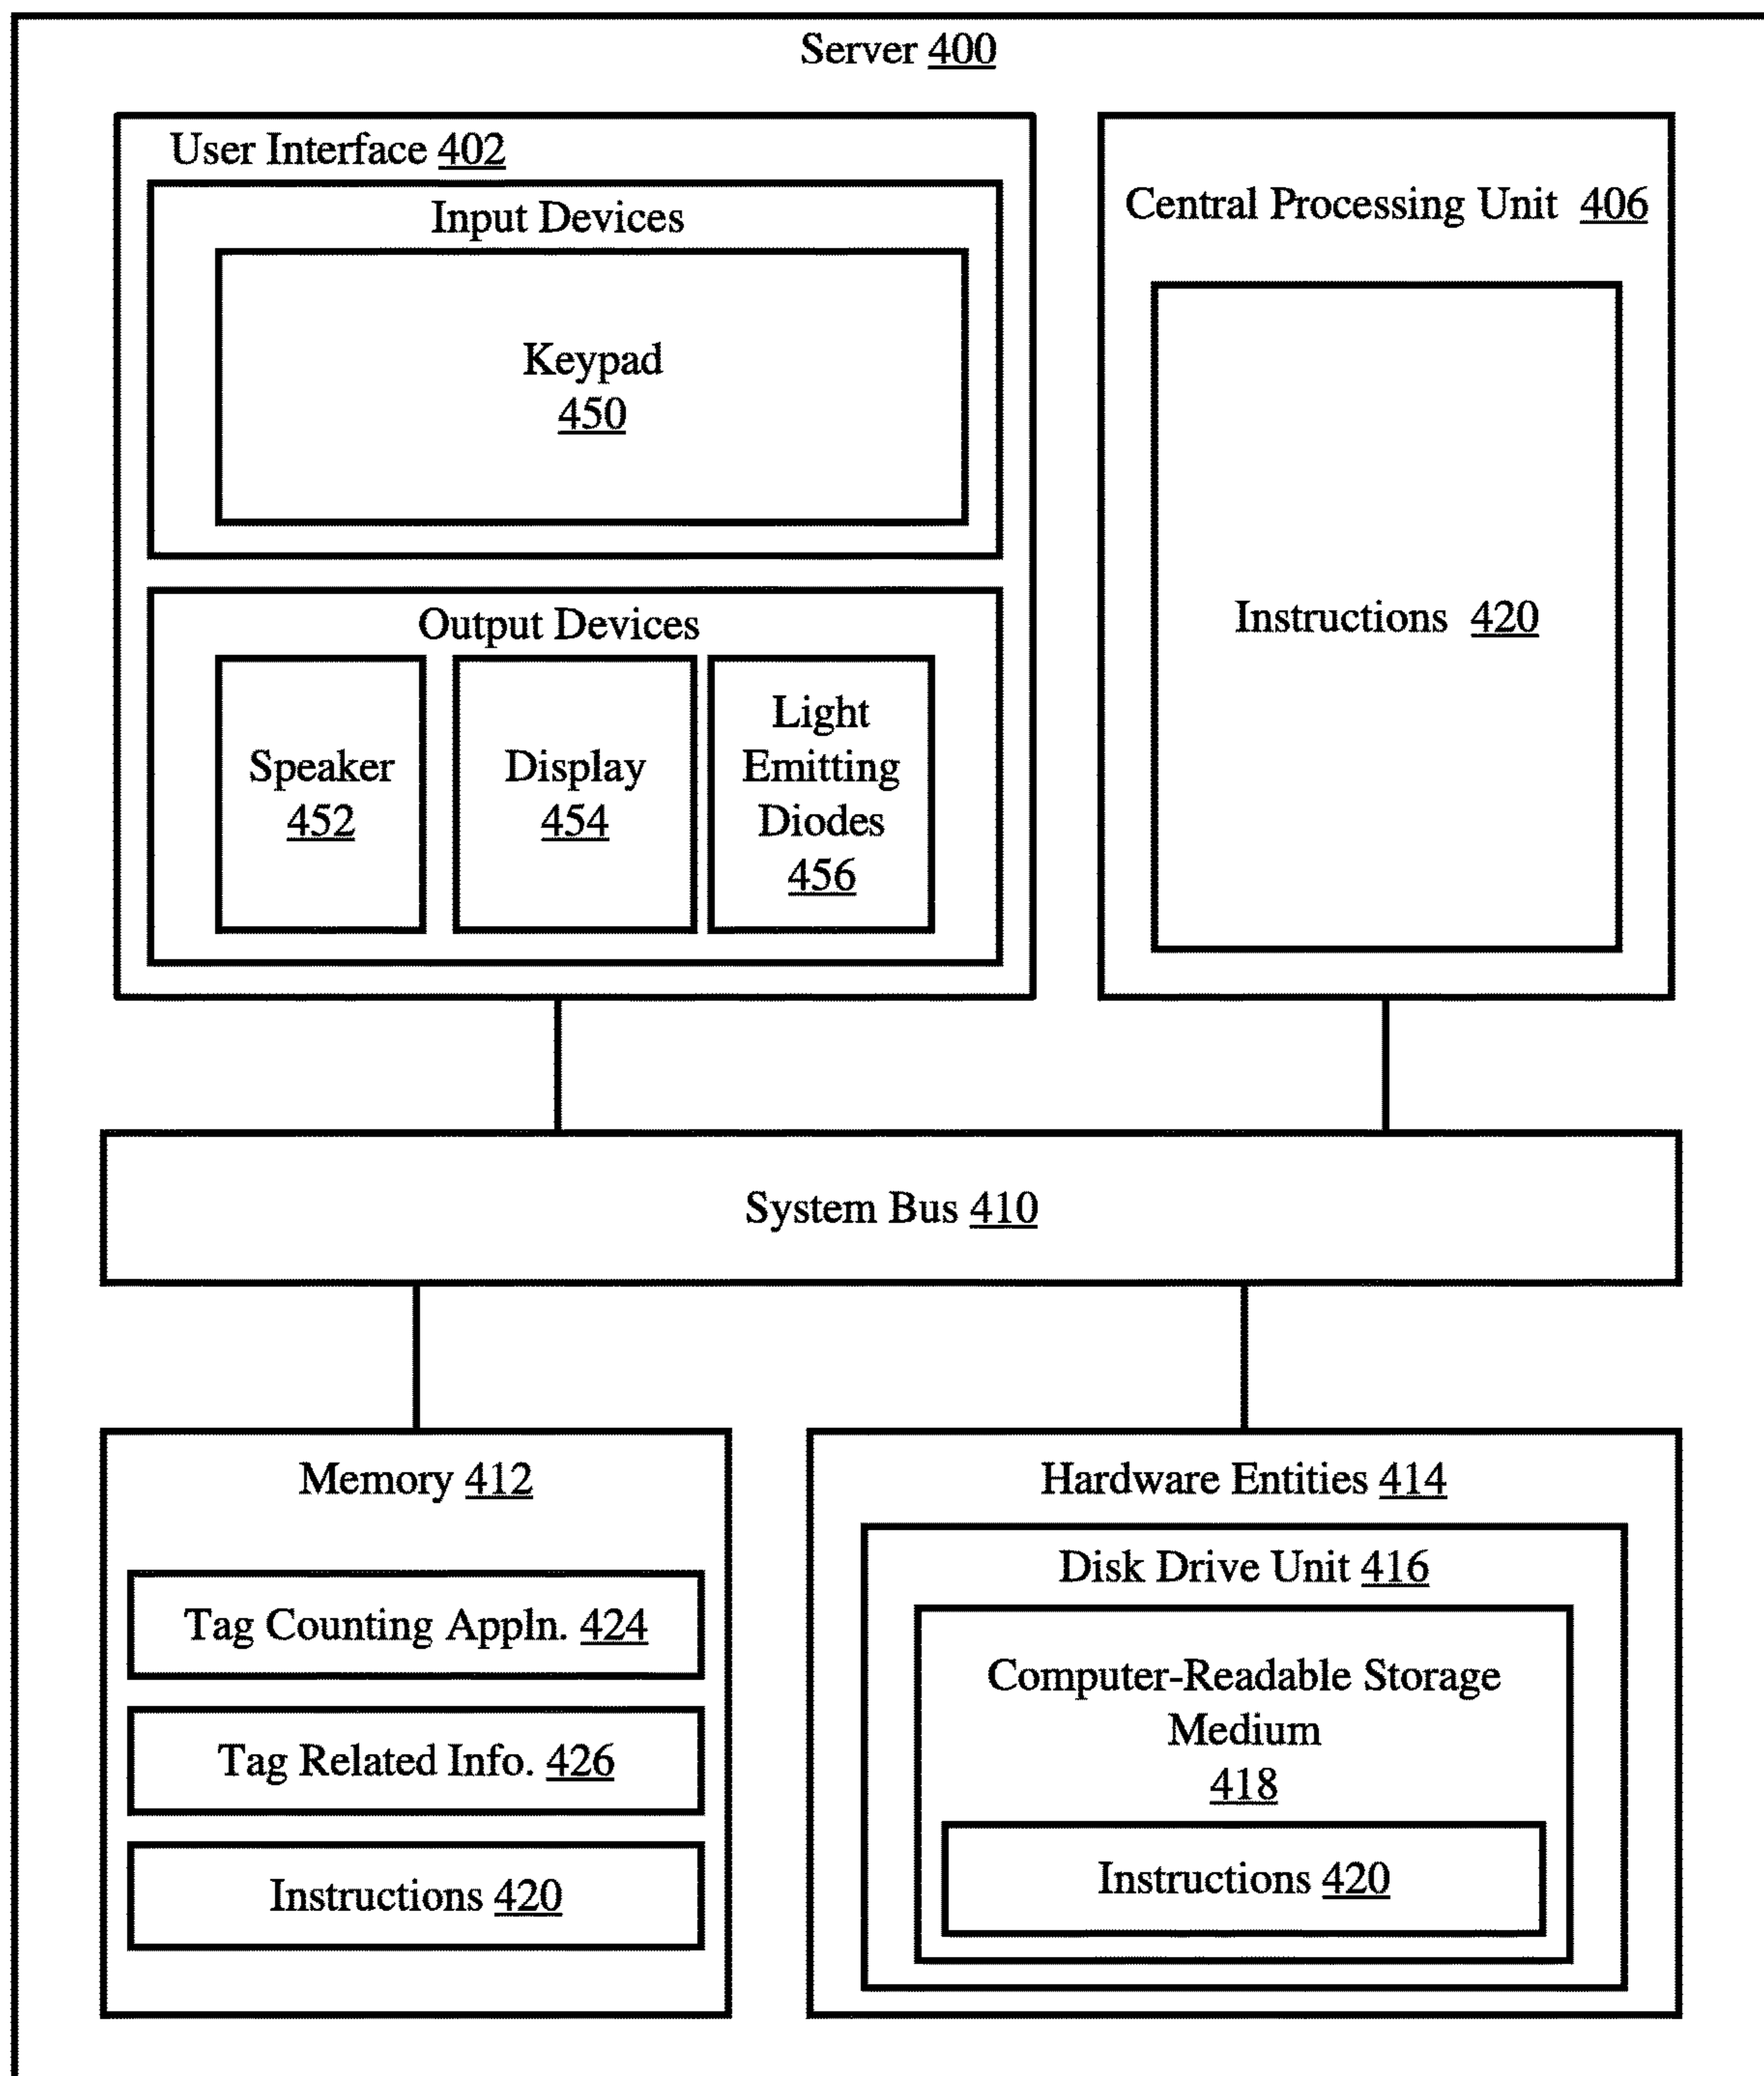 Server 400
User Interface 402
Input Devices
Keypad
450
Output Devices
Speaker
452
Display
454
Light
Emitting
Diodes
456
Central Processing Unit 406
Instructions 420
System Bus 410
Memory 412
Tag Counting Appln. 424
Tag Related Info. 426
Instructions 420
Hardware Entities 414
Disk Drive Unit 416
Computer-Readable Storage
Medium
418
Instructions 420